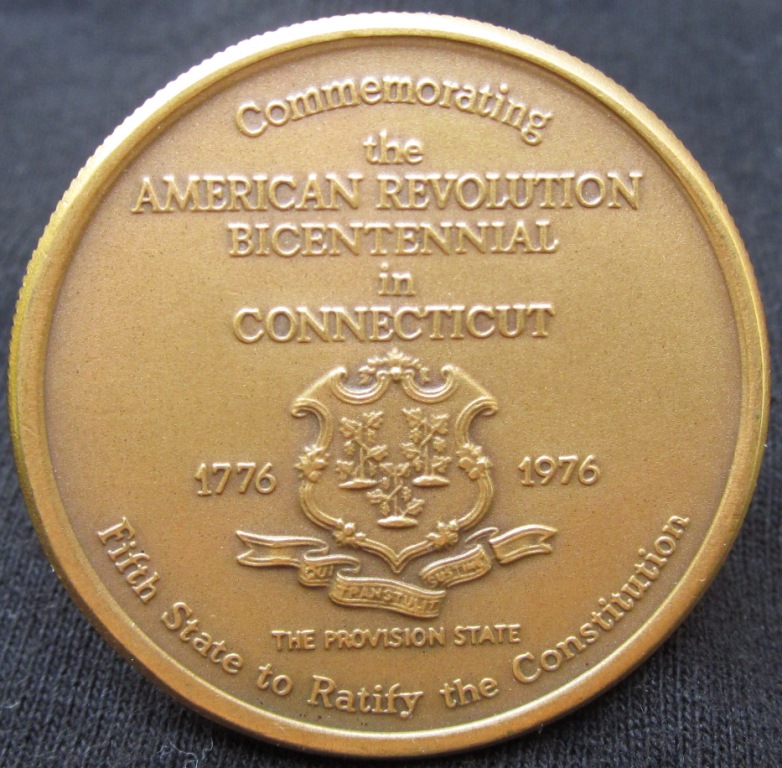 Commemorating
the
AMERICAN REVOLUTION
BICENTENNIAL
in
CONNECTICUT
1776 1976
QUI TRANSTULIT SUSTINET
THE PROVISION STATE
Fifth State to Ratify the Constitution